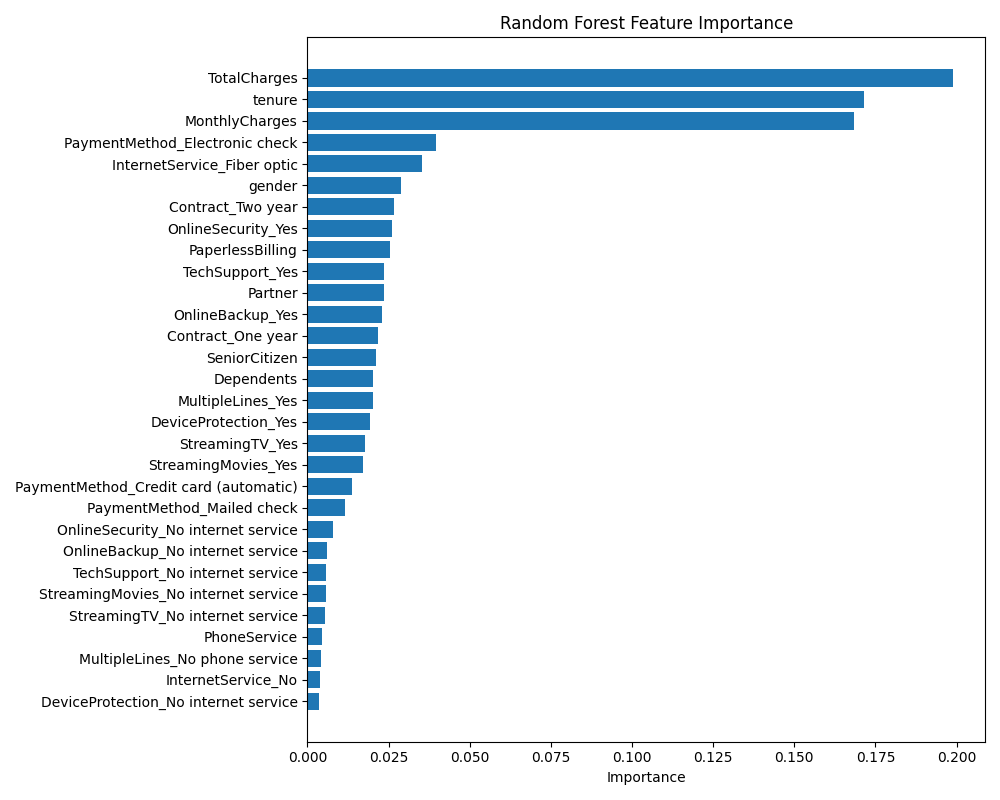 Random Forest Feature Importance
TotalCharges
tenure
MonthlyCharges
PaymentMethod_Electronic check
InternetService_Fiber optic
gender
Contract_Two year
OnlineSecurity_Yes
PaperlessBilling
TechSupport_Yes
Partner
OnlineBackup_Yes
Contract_One year
SeniorCitizen
Dependents
MultipleLines_Yes
DeviceProtection_Yes
StreamingTV_Yes
StreamingMovies_Yes
PaymentMethod_Credit card (automatic)
PaymentMethod_Mailed check
OnlineSecurity_No internet service
OnlineBackup_No internet service
TechSupport_No internet service
StreamingMovies_No internet service
StreamingTV_No internet service
PhoneService
MultipleLines_No phone service
InternetService_No
DeviceProtection_No internet service
0.000 0.025 0.050 0.075 0.100 0.125 0.150 0.175 0.200
Importance